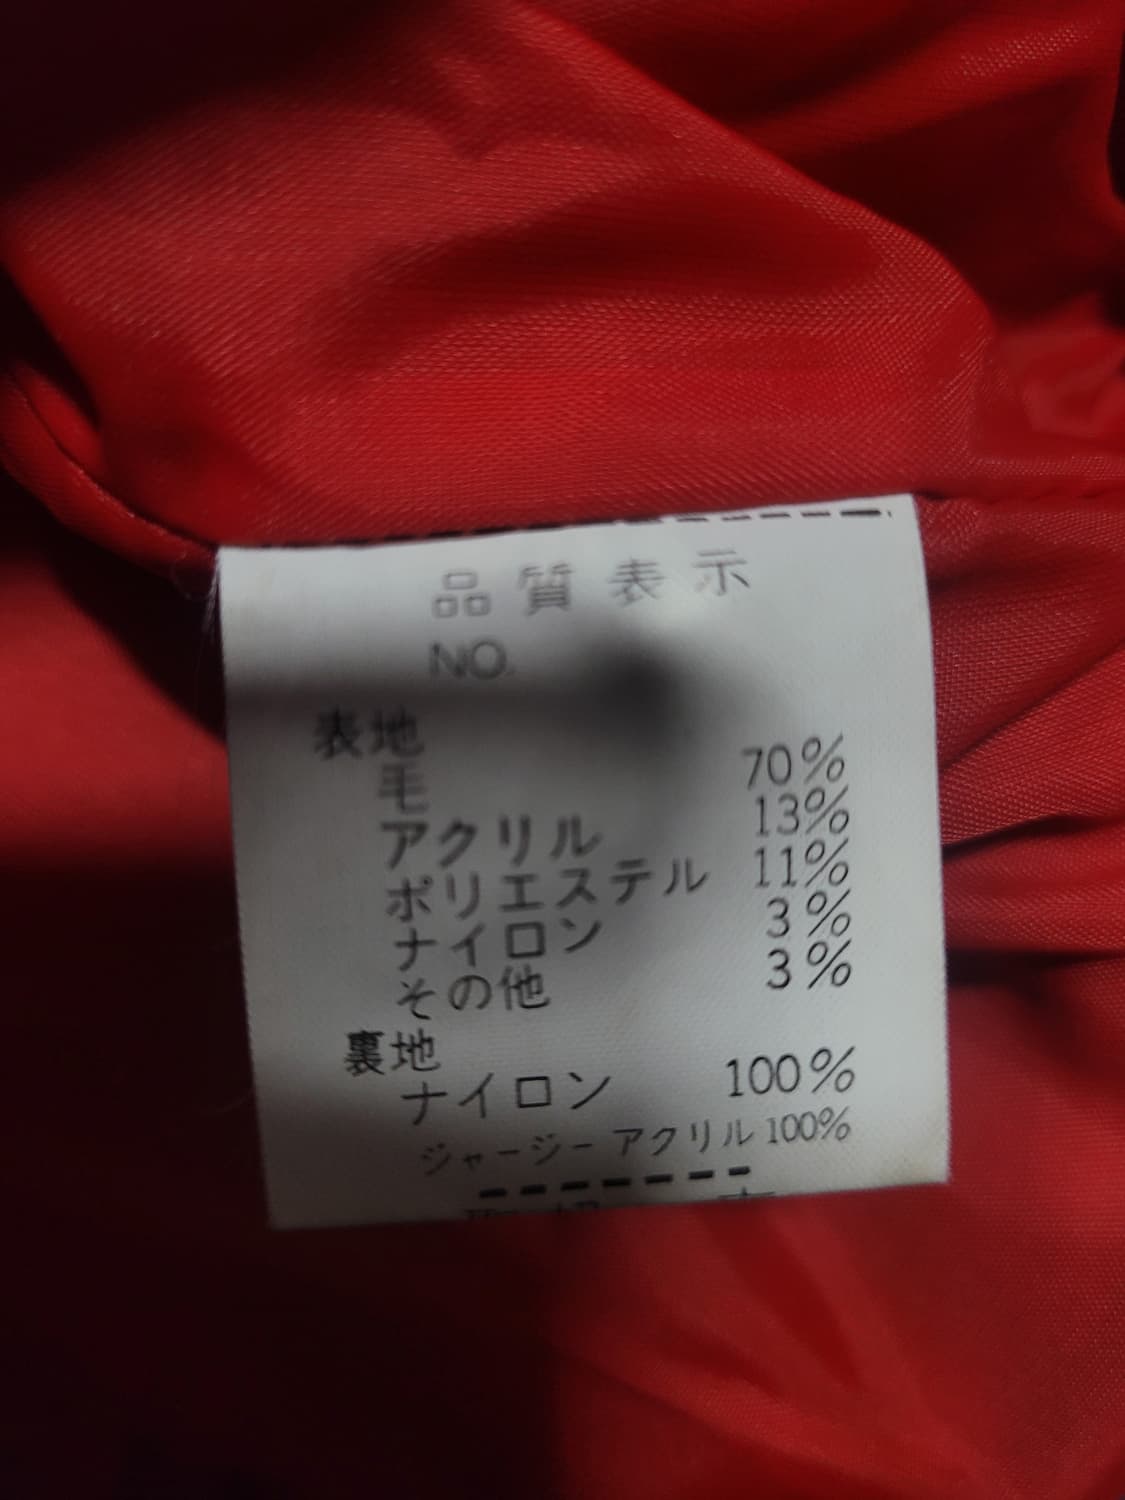 品質表示
NO.
表地
毛 70%
アクリル 13%
ポリエステル 11%
ナイロン 3%
その他 3%
裏地
ナイロン 100%
ジャージー アクリル 100%